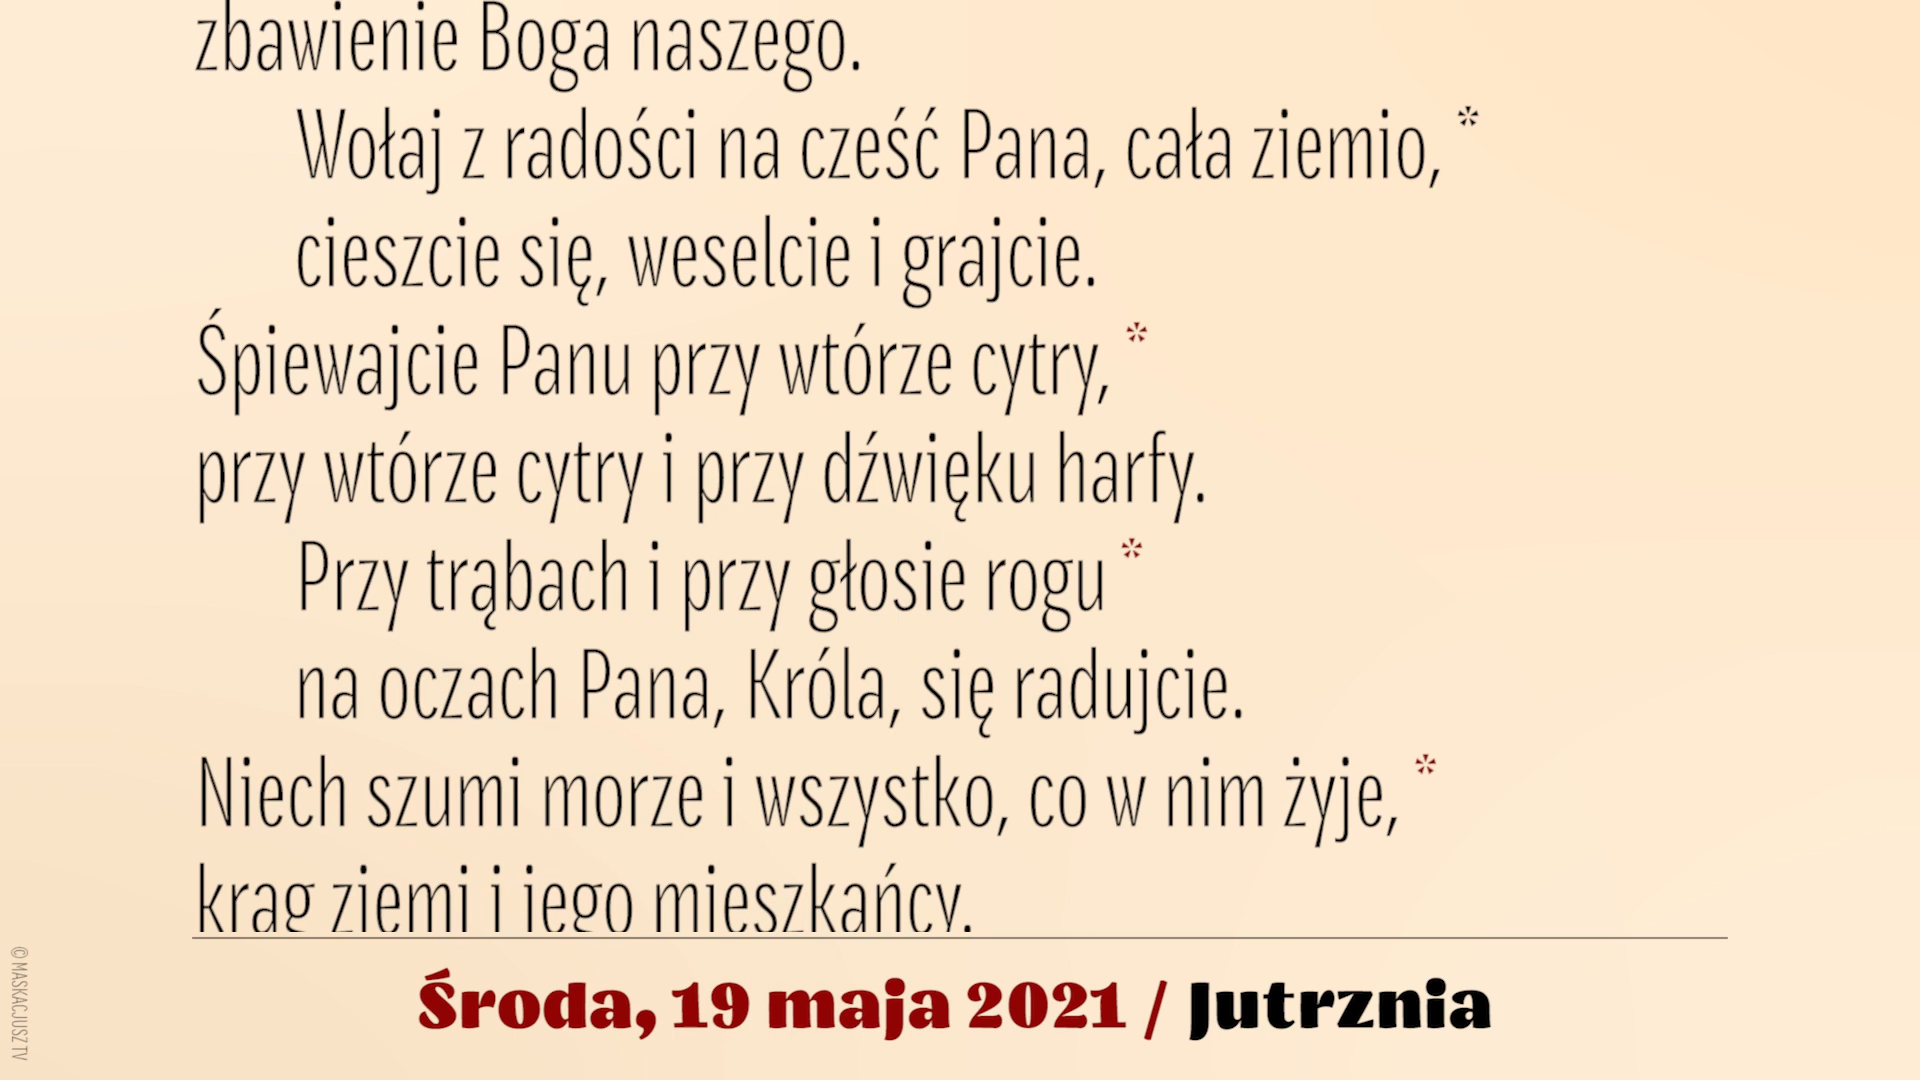 zbawienie Boga naszego.
Wołaj z radości na cześć Pana, cała ziemio, *
cieszcie się, weselcie i grajcie.
Śpiewajcie Panu przy wtórze cytry, *
przy wtórze cytry i przy dźwięku harfy.
Przy trąbach i przy głosie rogu *
na oczach Pana, Króla, się radujcie.
Niech szumi morze i wszystko, co w nim żyje, *
krąg ziemi i jego mieszkańcy.
Środa, 19 maja 2021 / Jutrznia
© MASKACJUSZ TV